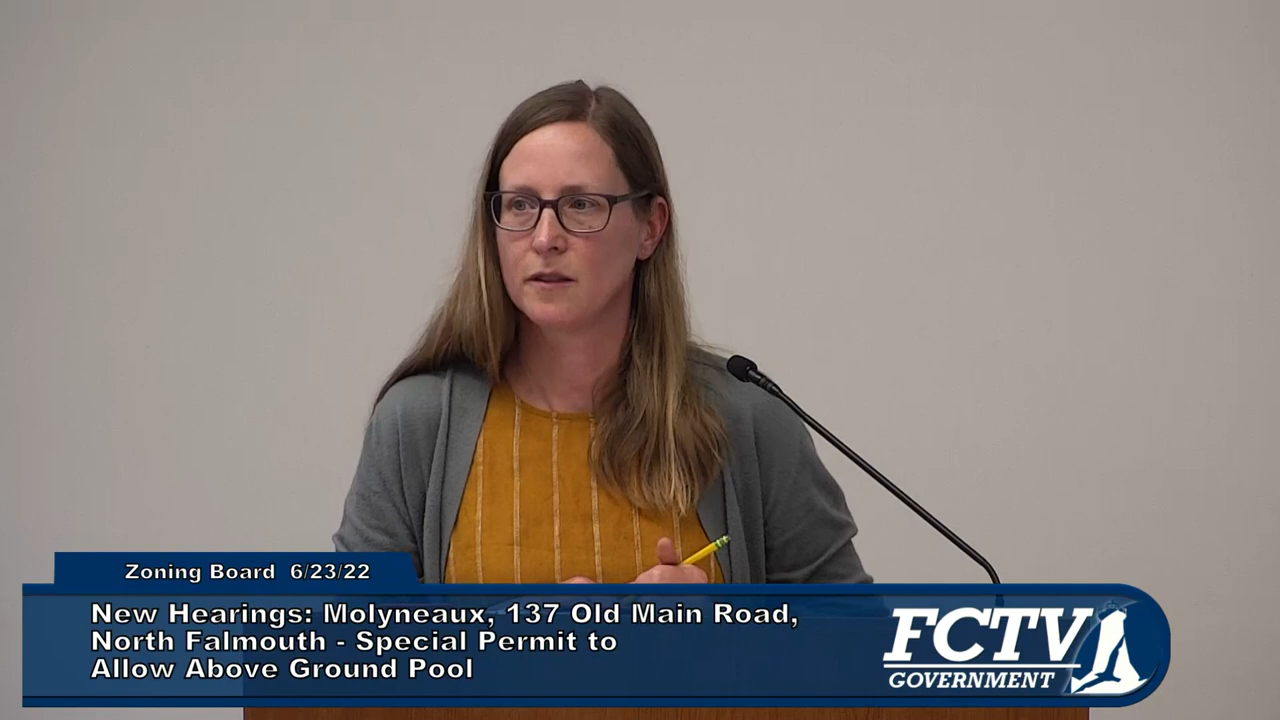 Zoning Board 6/23/22
New Hearings: Molyneaux, 137 Old Main Road,
North Falmouth - Special Permit to
Allow Above Ground Pool
FCTV
GOVERNMENT